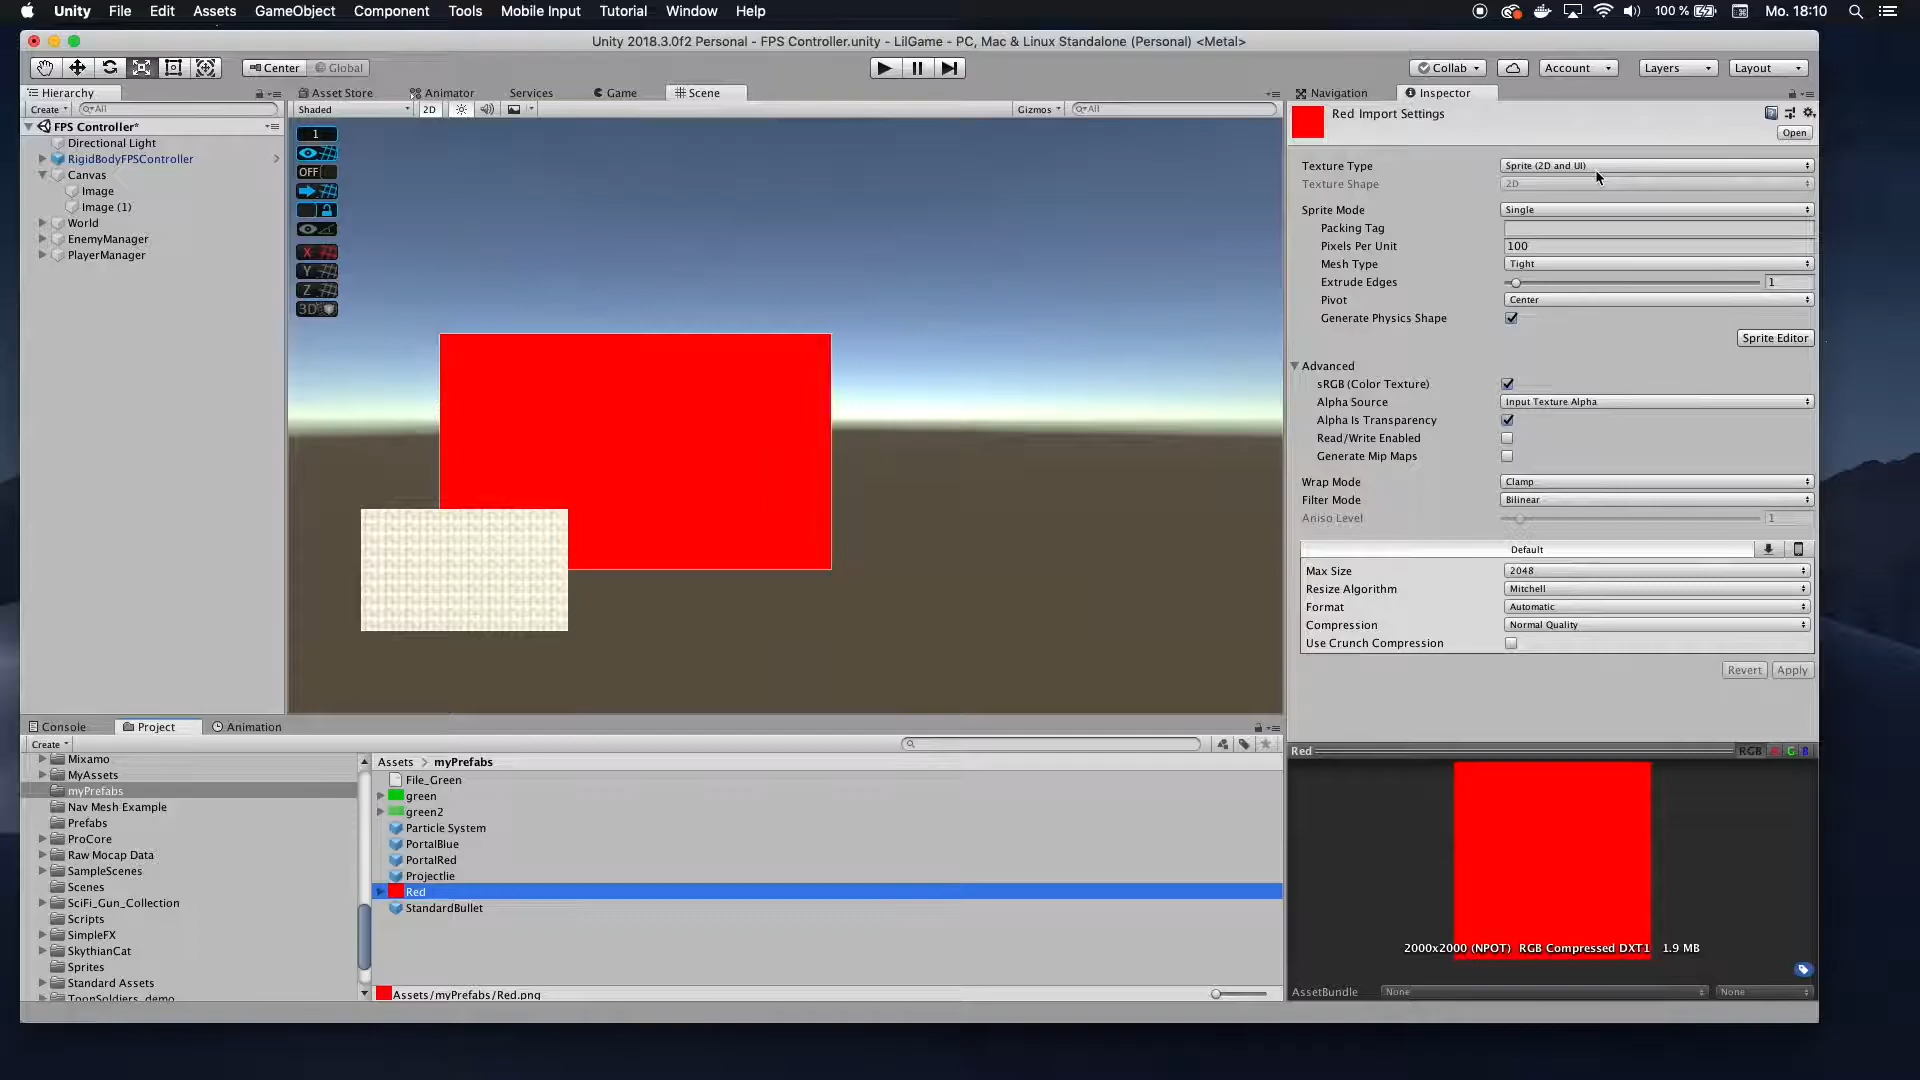 Unity File Edit Assets GameObject Component Tools Mobile Input Tutorial Window Help 100 % Mo. 18:10
Unity 2018.3.0f2 Personal - FPS Controller.unity - LilGame - PC, Mac & Linux Standalone (Personal) <Metal>
Center Global Collab Account Layers Layout
Hierarchy Asset Store Animator Services Game Scene Navigation Inspector
Create All Shaded 2D Gizmos All
Red Import Settings
Open
FPS Controller*
Directional Light
RigidBodyFPSController
Canvas
Image
Image (1)
World
EnemyManager
PlayerManager
1
OFF
X
Y
Z
3D
Texture Type Sprite (2D and UI)
Texture Shape 2D
Sprite Mode Single
Packing Tag
Pixels Per Unit 100
Mesh Type Tight
Extrude Edges 1
Pivot Center
Generate Physics Shape
Sprite Editor
Advanced
sRGB (Color Texture)
Alpha Source Input Texture Alpha
Alpha Is Transparency
Read/Write Enabled
Generate Mip Maps
Wrap Mode Clamp
Filter Mode Bilinear
Aniso Level 1
Default
Max Size 2048
Resize Algorithm Mitchell
Format Automatic
Compression Normal Quality
Use Crunch Compression
Revert Apply
Console Project Animation
Create
Mixamo
MyAssets
myPrefabs
Nav Mesh Example
Prefabs
ProCore
Raw Mocap Data
SampleScenes
Scenes
SciFi_Gun_Collection
Scripts
SimpleFX
SkythianCat
Sprites
Standard Assets
ToonSoldiers_demo
Assets > myPrefabs
File_Green
green
green2
Particle System
PortalBlue
PortalRed
Projectlie
Red
StandardBullet
Assets/myPrefabs/Red.png
Red RGB R G B
2000x2000 (NPOT) RGB Compressed DXT1 1.9 MB
AssetBundle None None